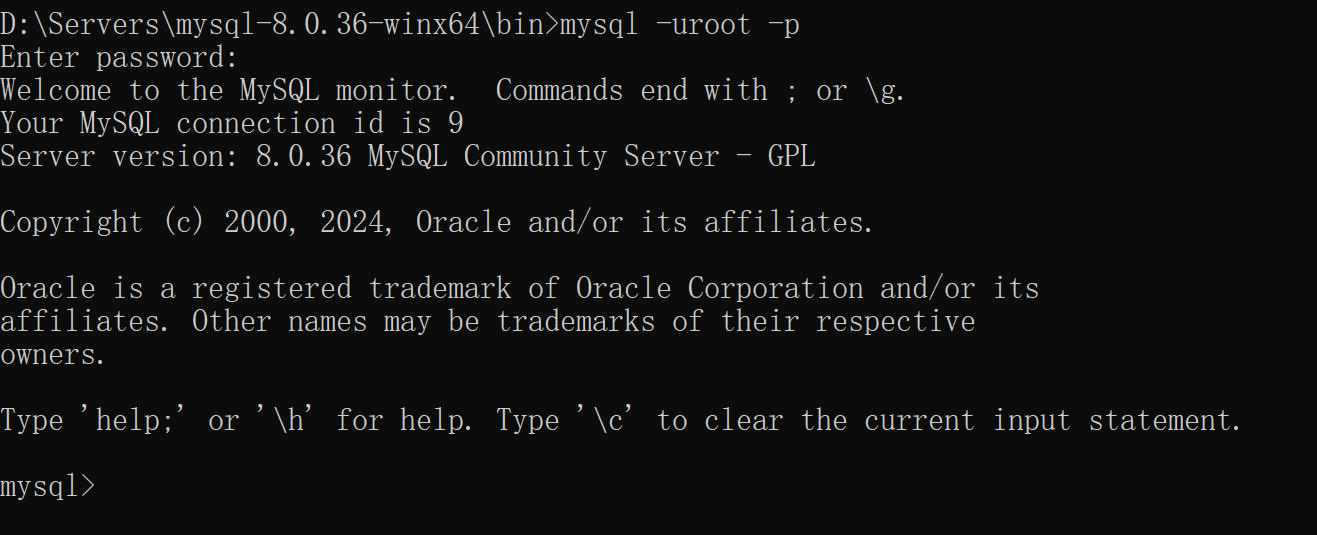 D:\Servers\mysql-8.0.36-winx64\bin>mysql -uroot -p
Enter password:
Welcome to the MySQL monitor.  Commands end with ; or \g.
Your MySQL connection id is 9
Server version: 8.0.36 MySQL Community Server - GPL
Copyright (c) 2000, 2024, Oracle and/or its affiliates.
Oracle is a registered trademark of Oracle Corporation and/or its
affiliates. Other names may be trademarks of their respective
owners.
Type 'help;' or '\h' for help. Type '\c' to clear the current input statement.
mysql>